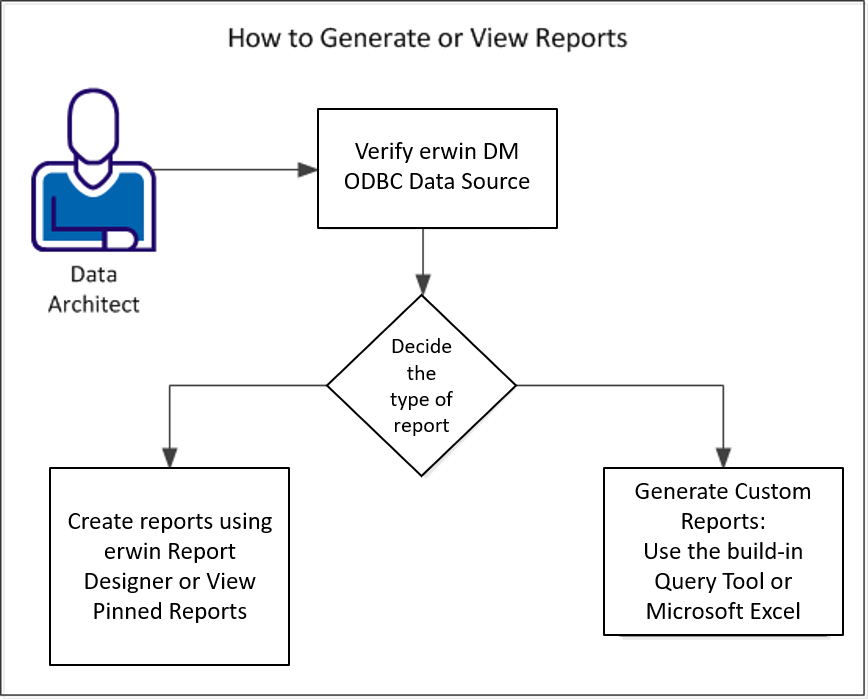 How to Generate or View Reports
Verify erwin DM
ODBC Data Source
Data
Architect
Decide
the
type of
report
Create reports using
erwin Report
Designer or View
Pinned Reports
Generate Custom
Reports:
Use the build-in
Query Tool or
Microsoft Excel